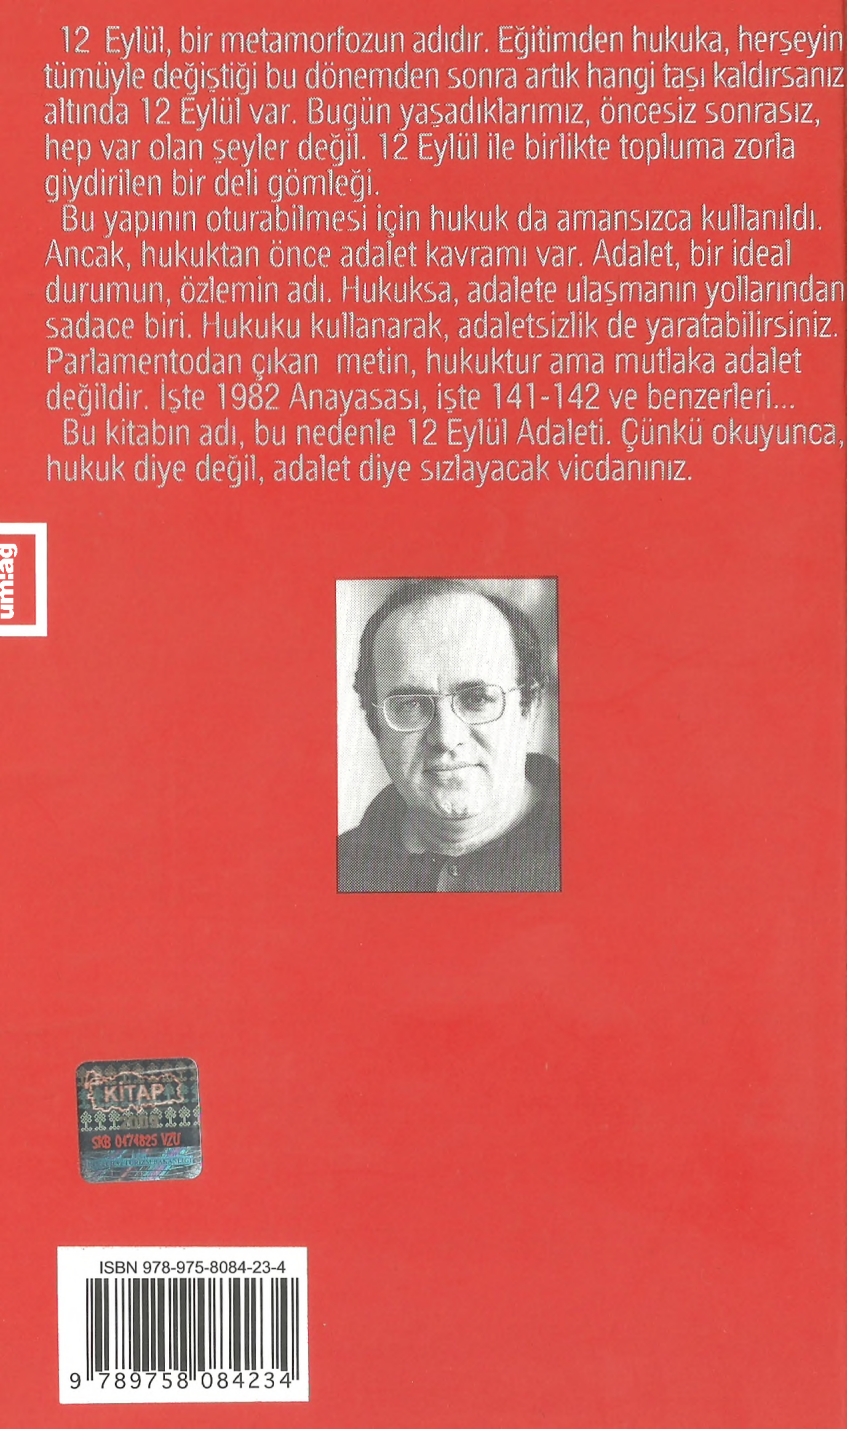 12 Eylül, bir metamorfozun adıdır. Eğitimden hukuka, herşeyin
tümüyle değiştiği bu dönemden sonra artık hangi taşı kaldırsanız
altında 12 Eylül var. Bugün yaşadıklarımız, öncesiz sonrasız,
hep var olan şeyler değil. 12 Eylül ile birlikte topluma zorla
giydirilen bir deli gömleği.
Bu yapının oturabilmesi için hukuk da amansızca kullanıldı.
Ancak, hukuktan önce adalet kavramı var. Adalet, bir ideal
durumun, özlemin adı. Hukuksa, adalete ulaşmanın yollarından
sadace biri. Hukuku kullanarak, adaletsizlik de yaratabilirsiniz.
Parlamentodan çıkan metin, hukuktur ama mutlaka adalet
değildir. İşte 1982 Anayasası, işte 141-142 ve benzerleri...
Bu kitabın adı, bu nedenle 12 Eylül Adaleti. Çünkü okuyunca,
hukuk diye değil, adalet diye sızlayacak vicdanınız.
um:ag
KİTAP
SKB 0474825 VZU
ISBN 978-975-8084-23-4
9 789758 084234